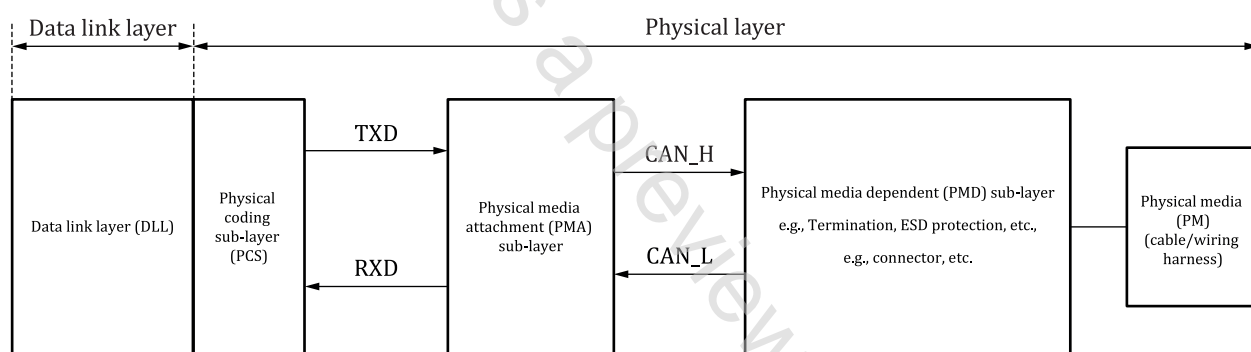 Data link layer
Physical layer
TXD
CAN_H
Data link layer (DLL)
Physical
coding
sub-layer
(PCS)
Physical media
attachment (PMA)
sub-layer
Physical media dependent (PMD) sub-layer
e.g., Termination, ESD protection, etc.,
e.g., connector, etc.
Physical media
(PM)
(cable/wiring
harness)
RXD
CAN_L
s a preview